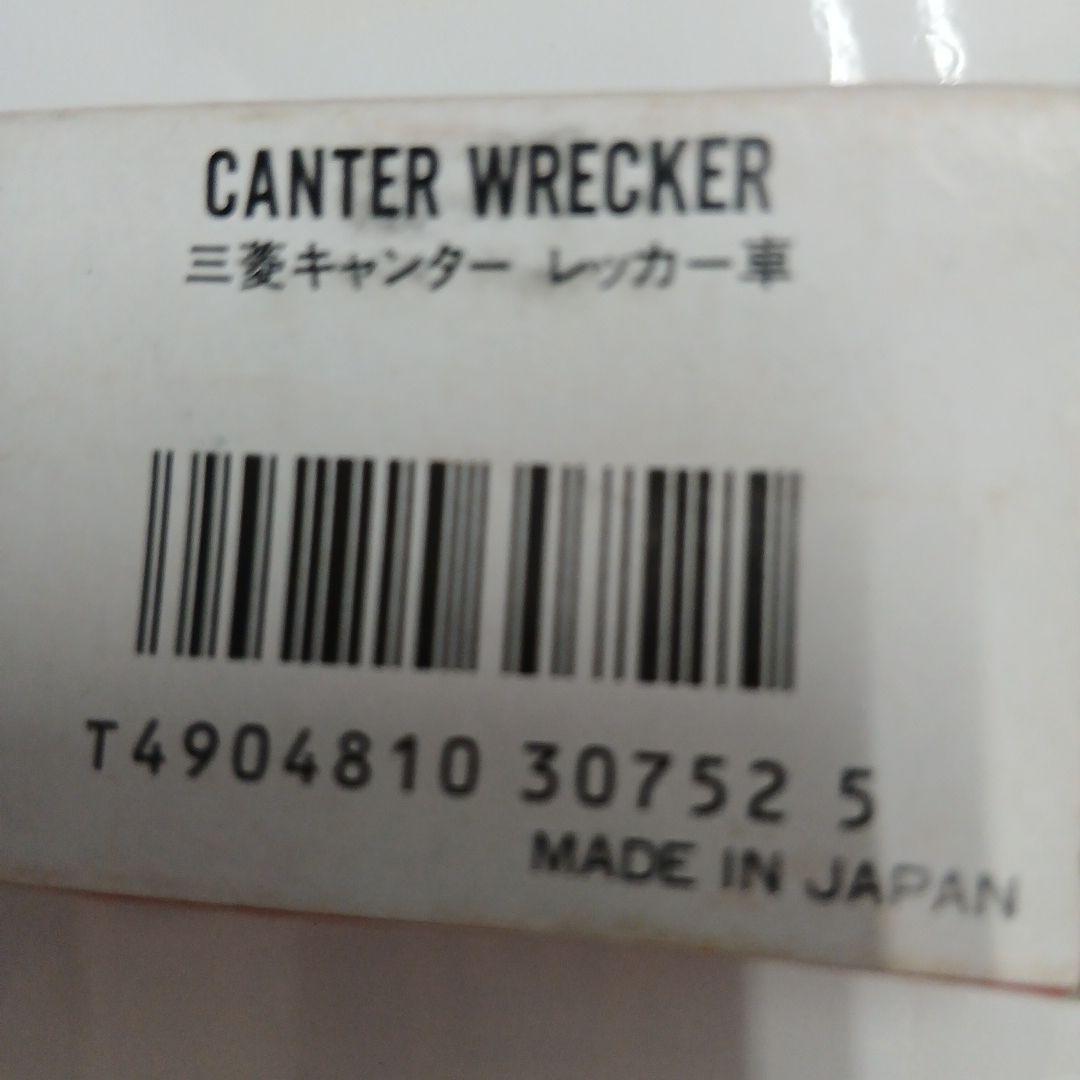 CANTER WRECKER
三菱キャンター レッカー車
T4904810 30752 5
MADE IN JAPAN